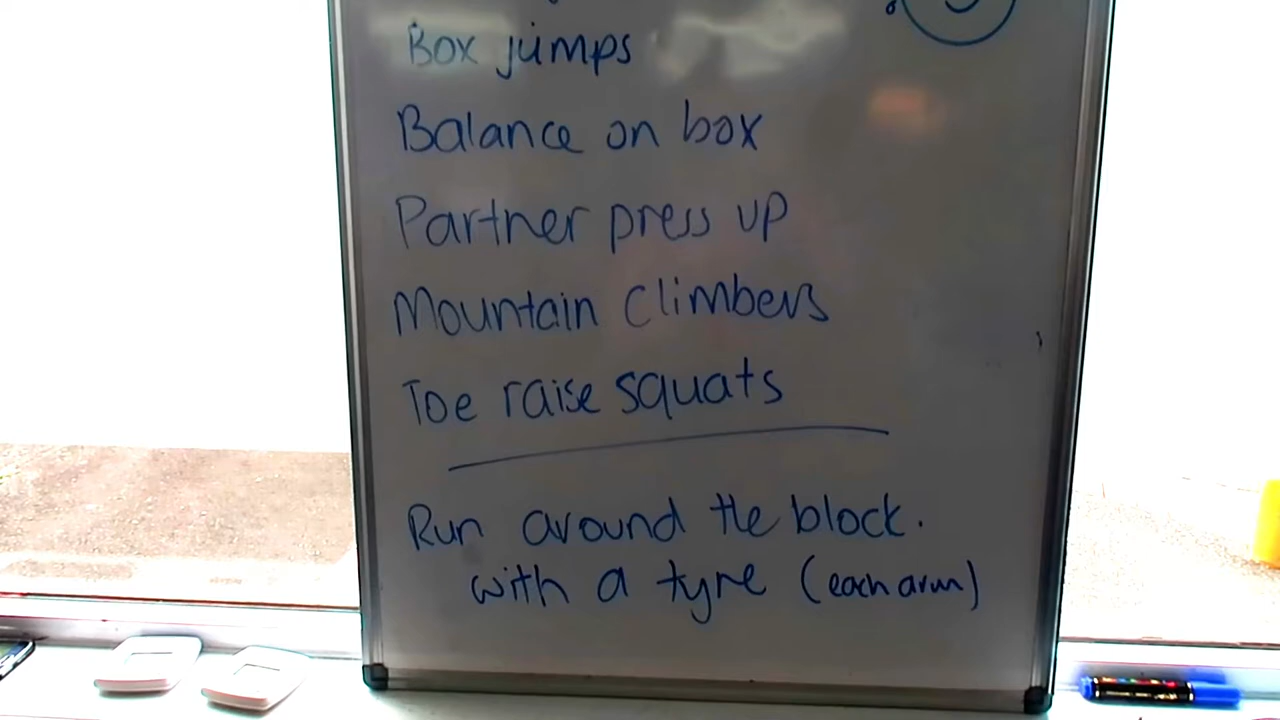 Box jumps
Balance on box
Partner press up
Mountain Climbers
Toe raise squats
Run around the block.
with a tyre (each arm)